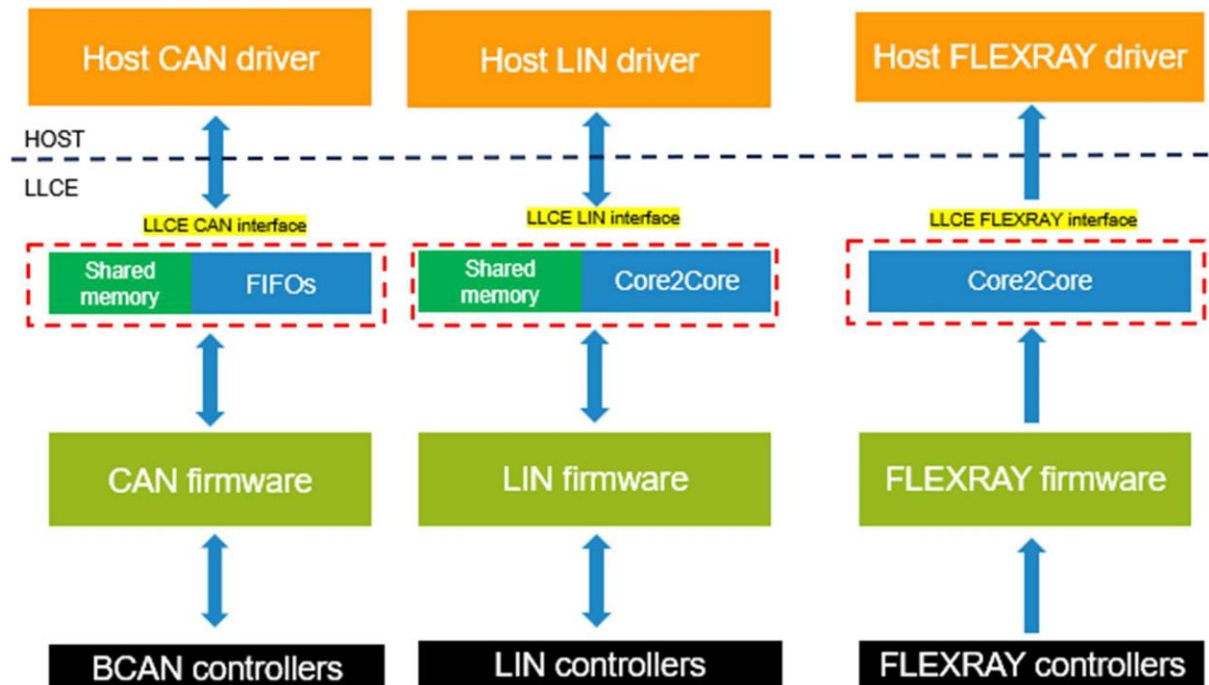 Host CAN driver
Host LIN driver
Host FLEXRAY driver
HOST
LLCE
LLCE CAN interface
LLCE LIN interface
LLCE FLEXRAY interface
Shared
memory
FIFOs
Shared
memory
Core2Core
Core2Core
CAN firmware
LIN firmware
FLEXRAY firmware
BCAN controllers
LIN controllers
FLEXRAY controllers